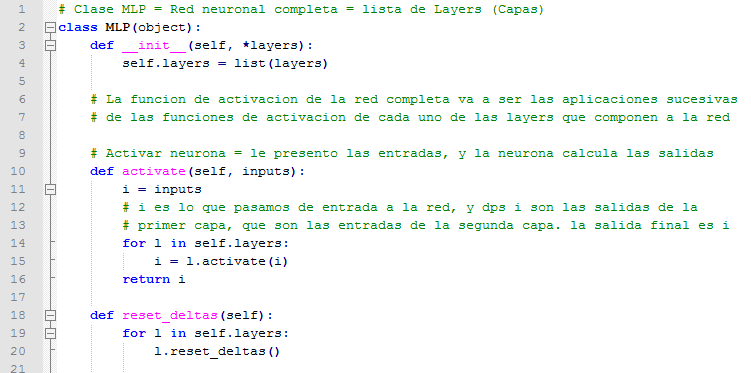 1 # Clase MLP = Red neuronal completa = lista de Layers (Capas)
2 class MLP(object):
3     def __init__(self, *layers):
4         self.layers = list(layers)
5
6     # La funcion de activacion de la red completa va a ser las aplicaciones sucesivas
7     # de las funciones de activacion de cada uno de las layers que componen a la red
8
9     # Activar neurona = le presento las entradas, y la neurona calcula las salidas
10     def activate(self, inputs):
11         i = inputs
12         # i es lo que pasamos de entrada a la red, y dps i son las salidas de la
13         # primer capa, que son las entradas de la segunda capa. la salida final es i
14         for l in self.layers:
15             i = l.activate(i)
16         return i
17
18     def reset_deltas(self):
19         for l in self.layers:
20             l.reset_deltas()
21